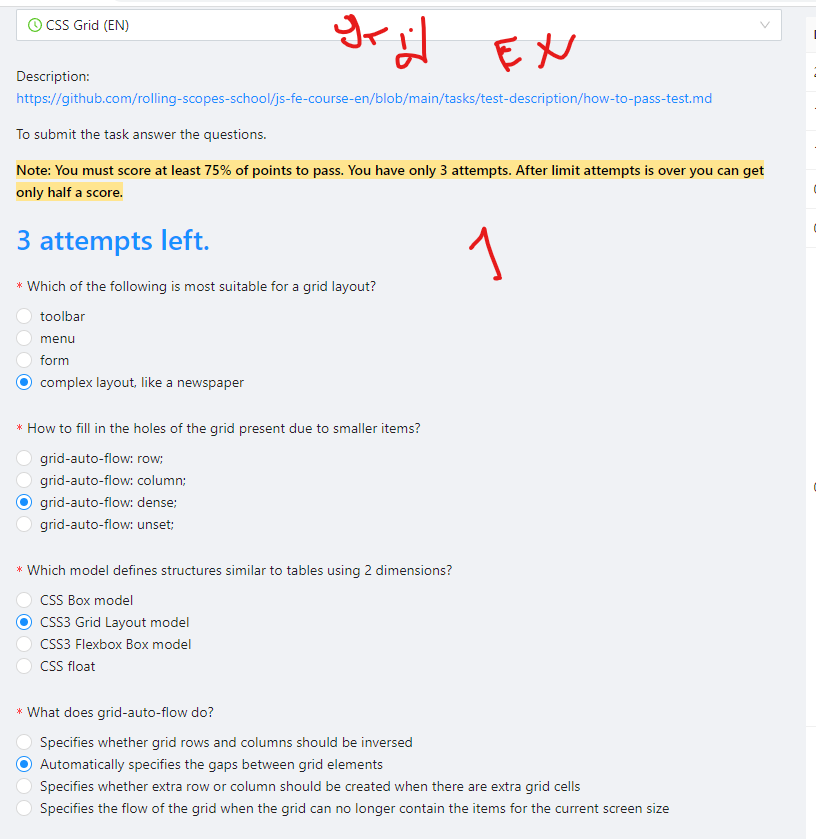 CSS Grid (EN)
grid EX
Description:
https://github.com/rolling-scopes-school/js-fe-course-en/blob/main/tasks/test-description/how-to-pass-test.md
To submit the task answer the questions.
Note: You must score at least 75% of points to pass. You have only 3 attempts. After limit attempts is over you can get
only half a score.
3 attempts left.
1
* Which of the following is most suitable for a grid layout?
toolbar
menu
form
complex layout, like a newspaper
* How to fill in the holes of the grid present due to smaller items?
grid-auto-flow: row;
grid-auto-flow: column;
grid-auto-flow: dense;
grid-auto-flow: unset;
* Which model defines structures similar to tables using 2 dimensions?
CSS Box model
CSS3 Grid Layout model
CSS3 Flexbox Box model
CSS float
* What does grid-auto-flow do?
Specifies whether grid rows and columns should be inversed
Automatically specifies the gaps between grid elements
Specifies whether extra row or column should be created when there are extra grid cells
Specifies the flow of the grid when the grid can no longer contain the items for the current screen size